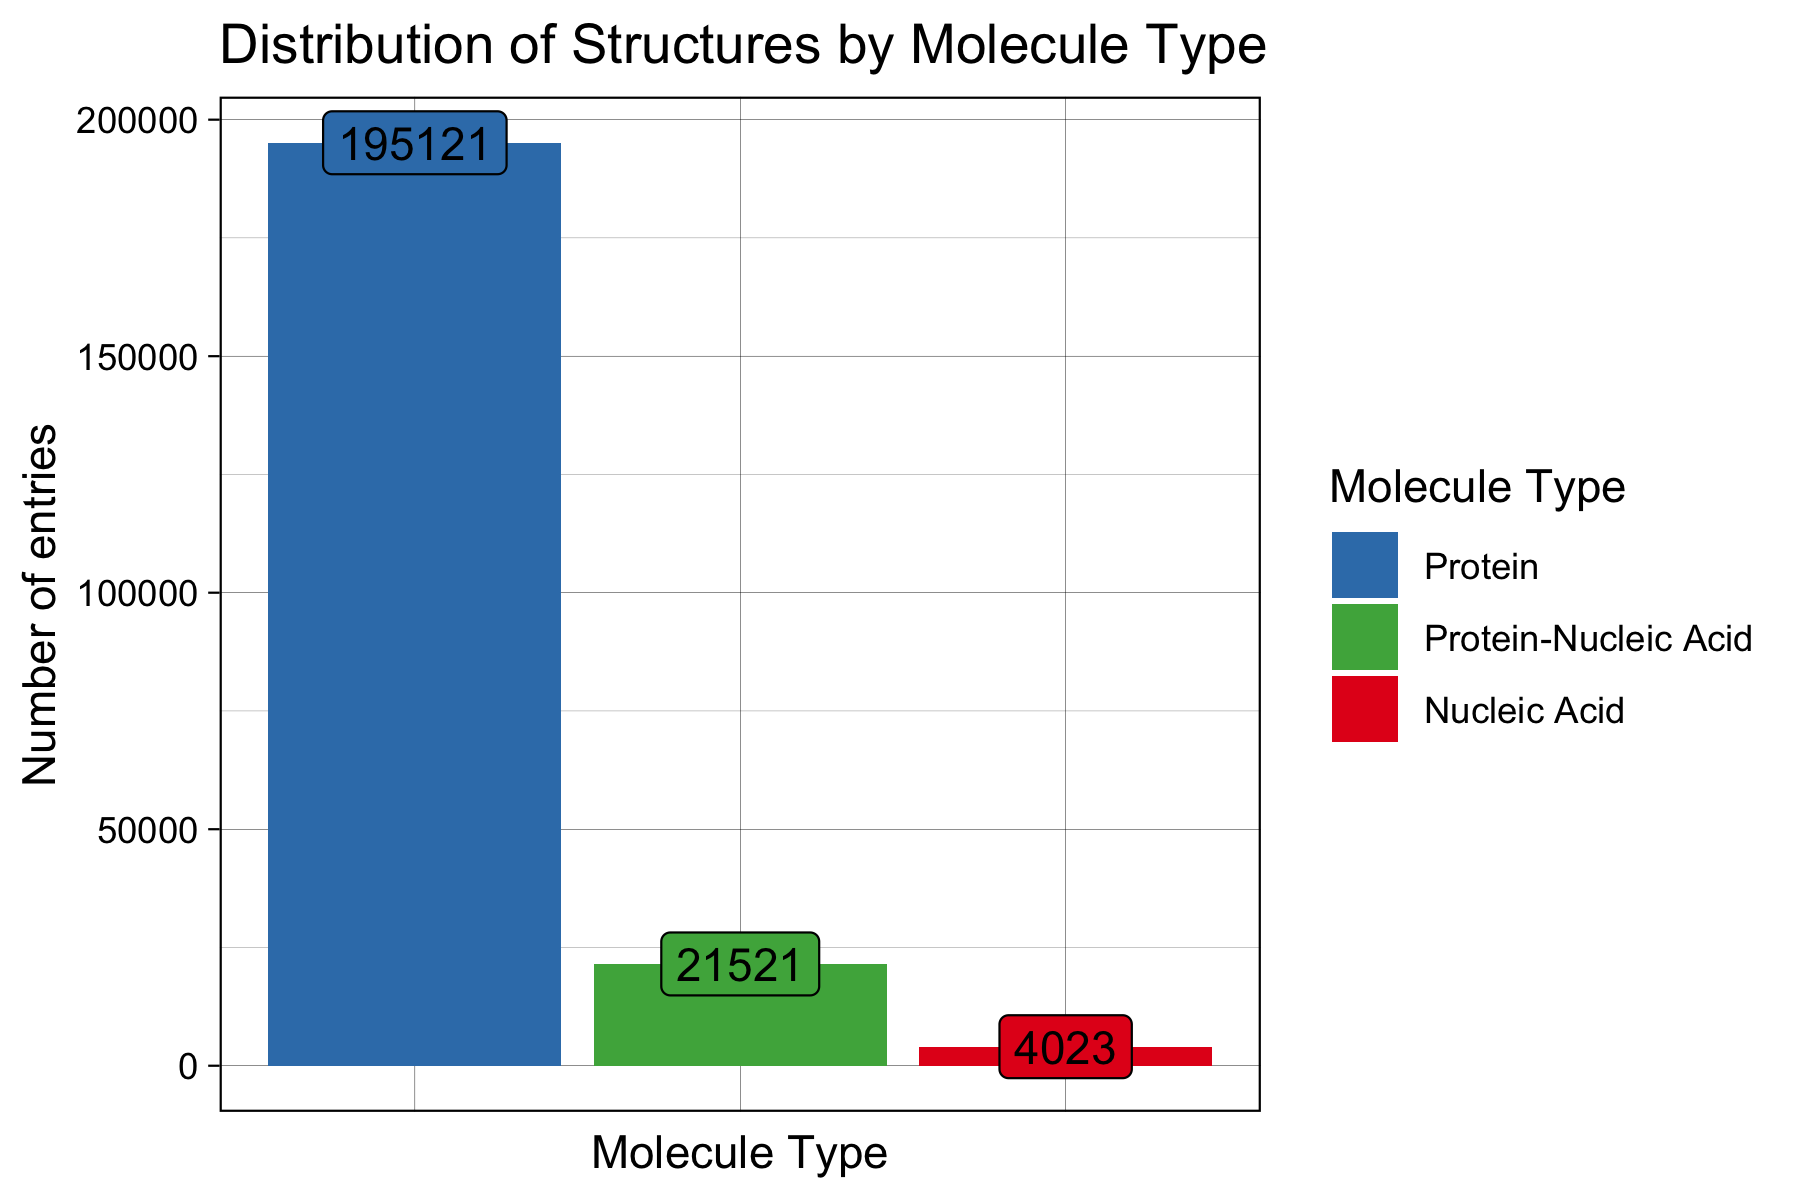 Distribution of Structures by Molecule Type
200000
150000
100000
50000
0
Number of entries
195121
21521
4023
Molecule Type
Molecule Type
Protein
Protein-Nucleic Acid
Nucleic Acid